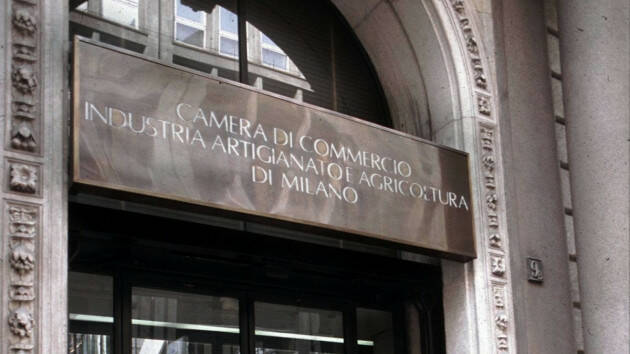 CAMERA DI COMMERCIO
INDUSTRIA ARTIGIANATO E AGRICOLTURA
DI MILANO
9